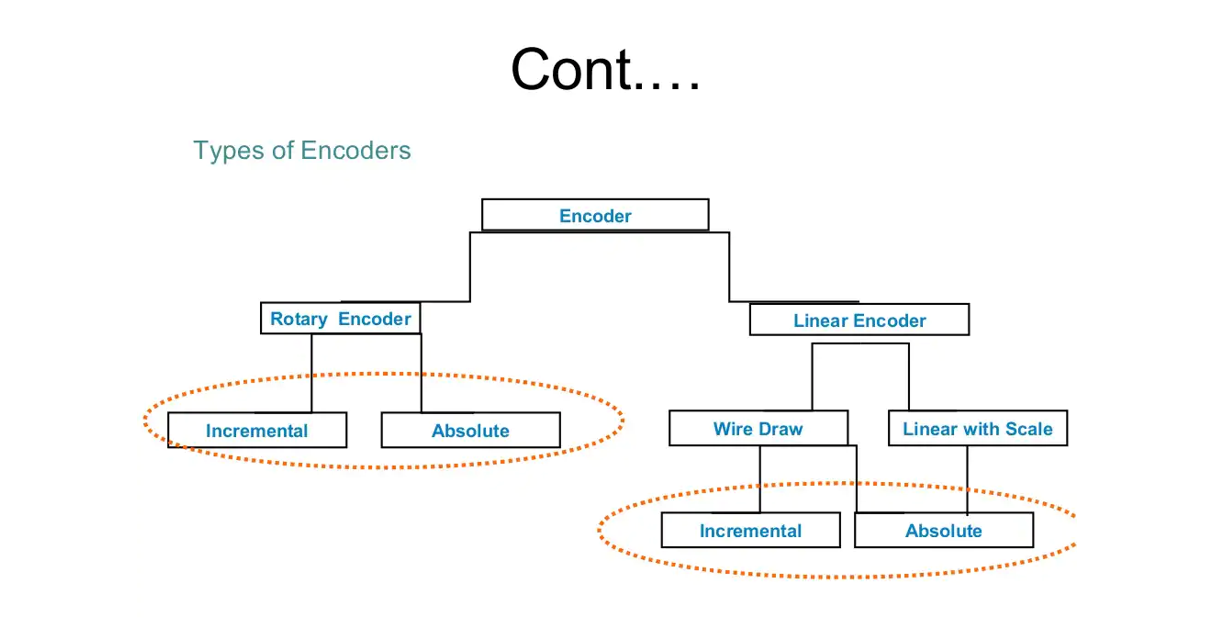 Cont.…
Types of Encoders
Encoder
Rotary Encoder
Linear Encoder
Incremental
Absolute
Wire Draw
Linear with Scale
Incremental
Absolute